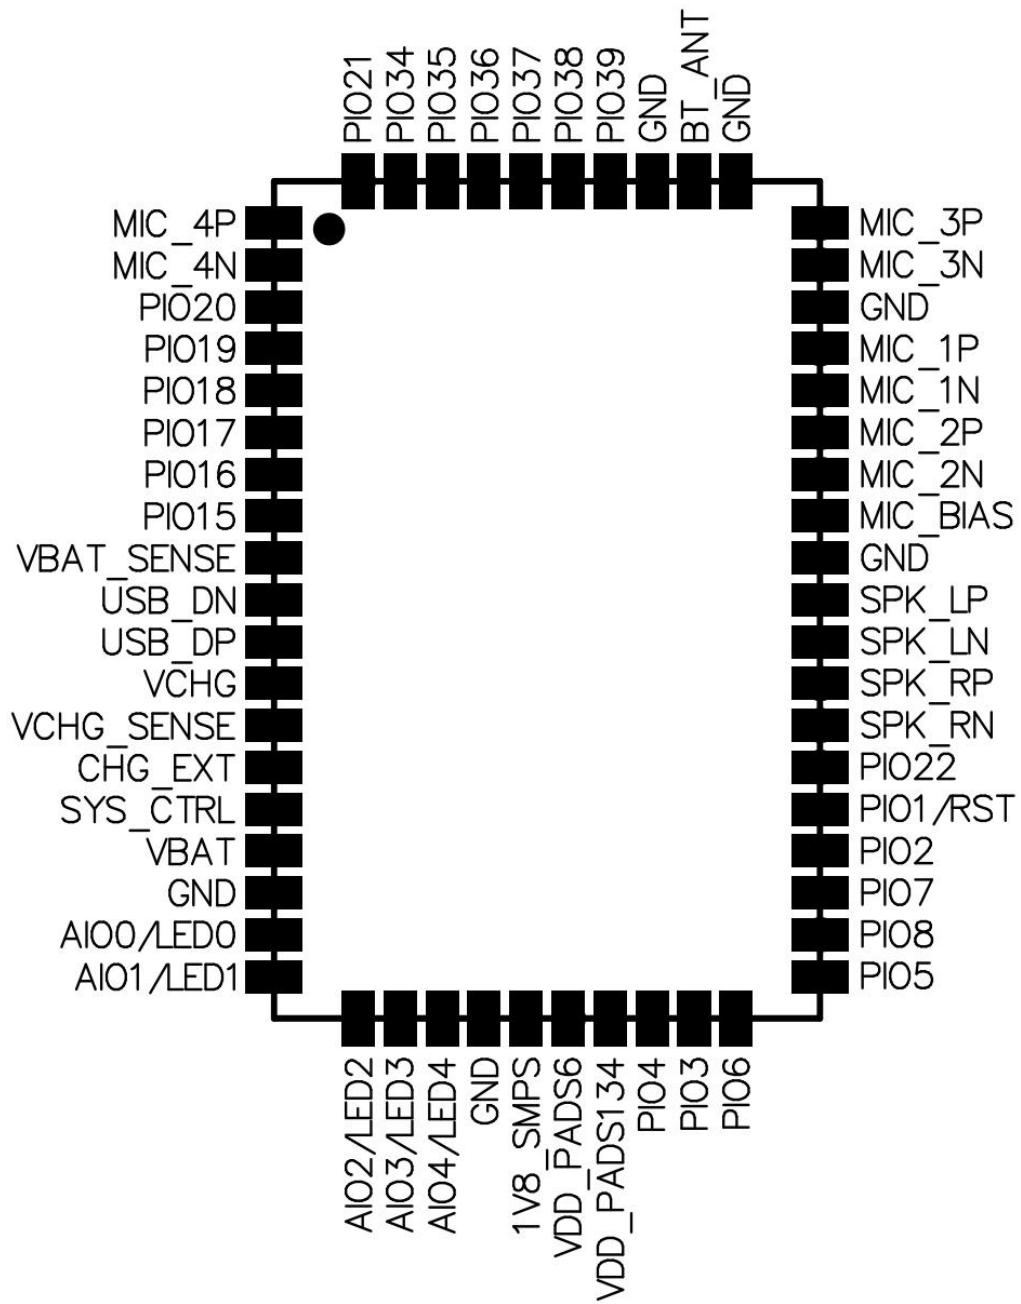 PIO21
PIO34
PIO35
PIO36
PIO37
PIO38
PIO39
GND
BT_ANT
GND
MIC_4P
MIC_4N
PIO20
PIO19
PIO18
PIO17
PIO16
PIO15
VBAT_SENSE
USB_DN
USB_DP
VCHG
VCHG_SENSE
CHG_EXT
SYS_CTRL
VBAT
GND
AIO0/LED0
AIO1/LED1
MIC_3P
MIC_3N
GND
MIC_1P
MIC_1N
MIC_2P
MIC_2N
MIC_BIAS
GND
SPK_LP
SPK_LN
SPK_RP
SPK_RN
PIO22
PIO1/RST
PIO2
PIO7
PIO8
PIO5
AIO2/LED2
AIO3/LED3
AIO4/LED4
GND
1V8_SMPS
VDD_PADS6
VDD_PADS134
PIO4
PIO3
PIO6